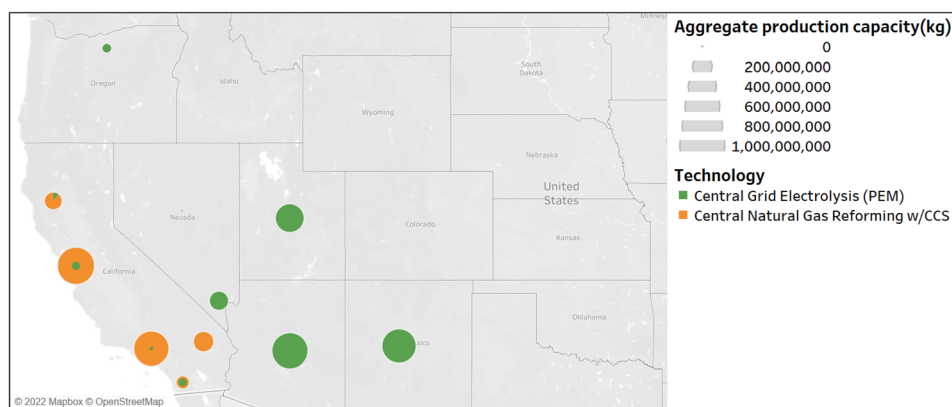 Aggregate production capacity(kg)
0
200,000,000
400,000,000
600,000,000
800,000,000
1,000,000,000
Technology
Central Grid Electrolysis (PEM)
Central Natural Gas Reforming w/CCS
Minnes
South
Dakota
Oregon
Idaho
Wyoming
Nebraska
United
States
Nevada
Colorado
Kansas
California
Oklahoma
xico
© 2022 Mapbox © OpenStreetMap